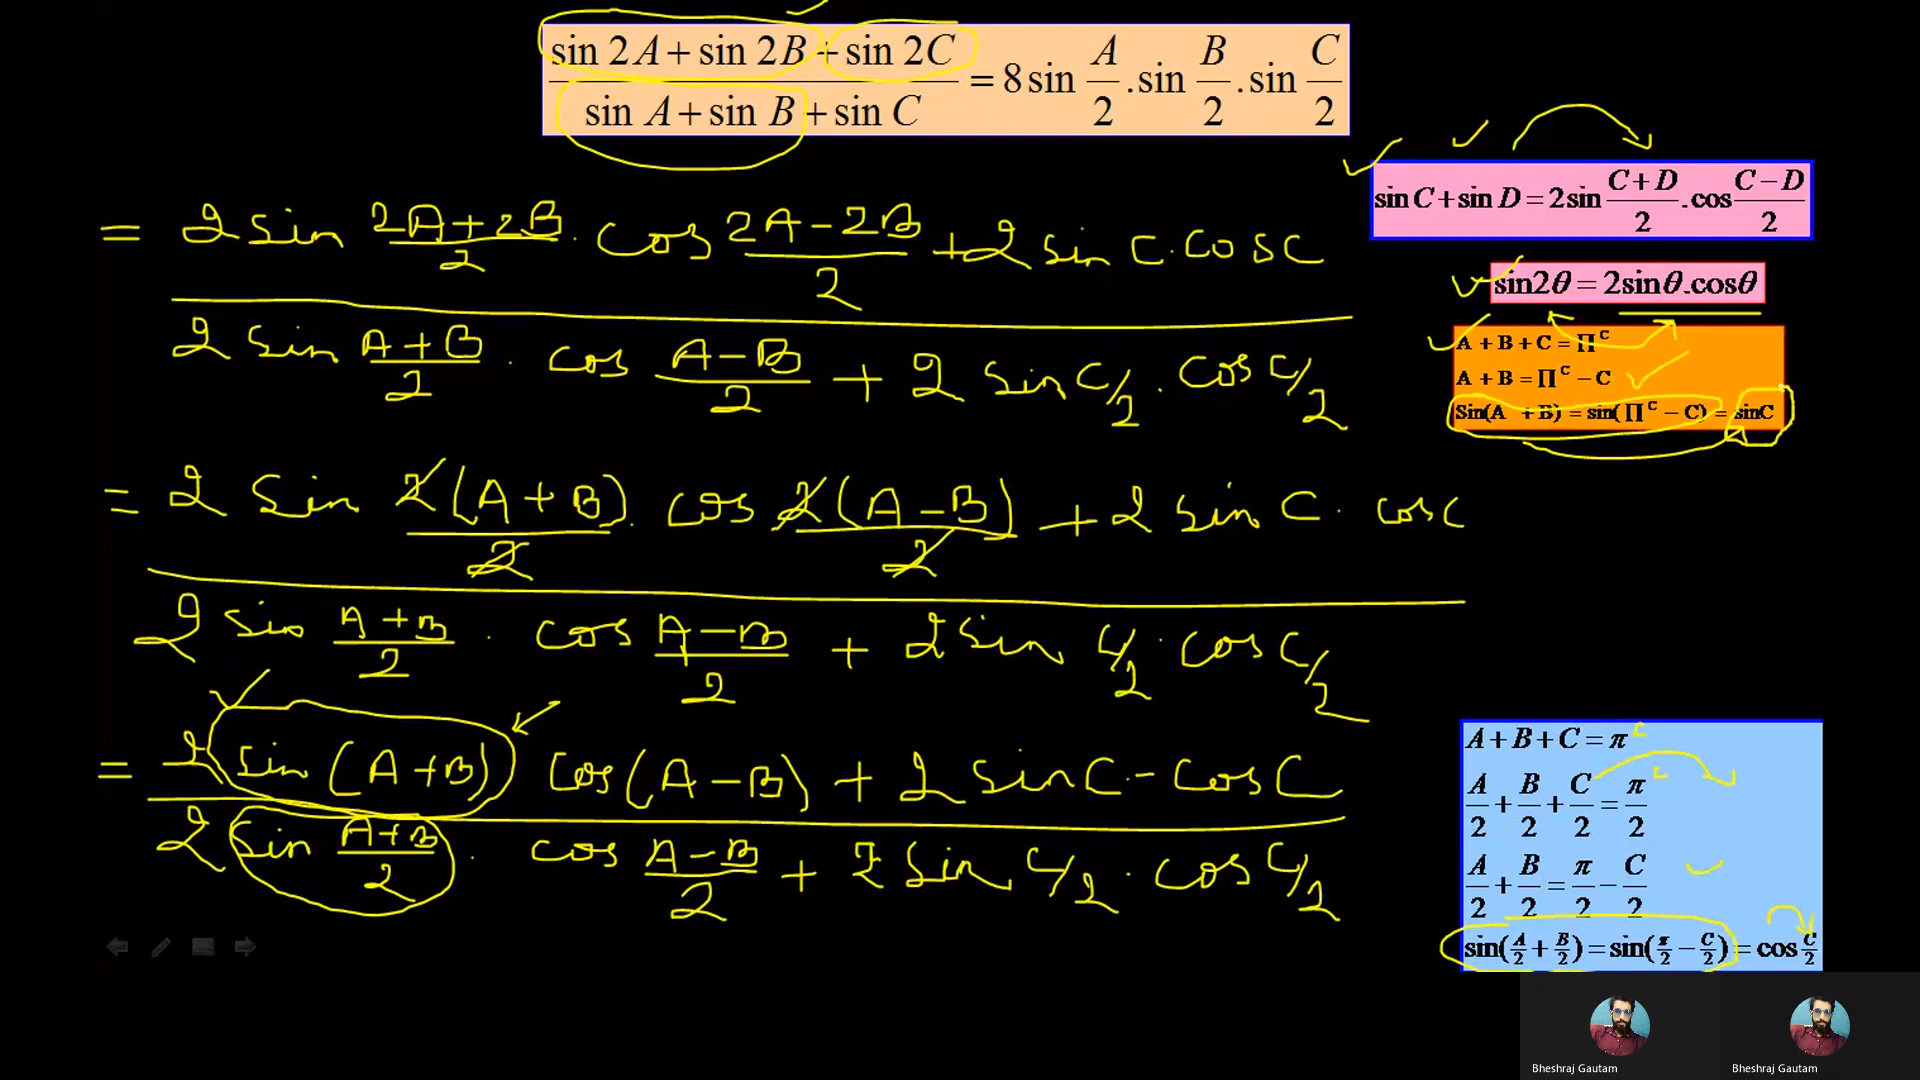 (sin 2A + sin 2B + sin 2C)/(sin A + sin B + sin C) = 8 sin A/2 . sin B/2 . sin C/2
sin C + sin D = 2 sin (C + D)/2 . cos (C − D)/2
sin2θ = 2sinθ.cosθ
A + B + C = ∏ᶜ
A + B = ∏ᶜ − C
Sin(A + B) = sin(∏ᶜ − C) = sinC
= (2 sin (2A+2B)/2 . cos (2A−2B)/2 + 2 sin C . cos C)/(2 sin (A+B)/2 . cos (A−B)/2 + 2 sin C/2 . cos C/2)
= (2 sin 2(A+B)/2 . cos 2(A−B)/2 + 2 sin C . cos C)/(2 sin (A+B)/2 . cos (A−B)/2 + 2 sin C/2 . cos C/2)
= (2 sin (A+B) cos (A−B) + 2 sin C - cos C)/(2 sin (A+B)/2 . cos (A−B)/2 + 2 sin C/2 . cos C/2)
A + B + C = πᶜ
A/2 + B/2 + C/2 = π/2ᶜ
A/2 + B/2 = π/2 − C/2
sin(A/2 + B/2) = sin(π/2 − C/2) = cos C/2
Bheshraj Gautam
Bheshraj Gautam